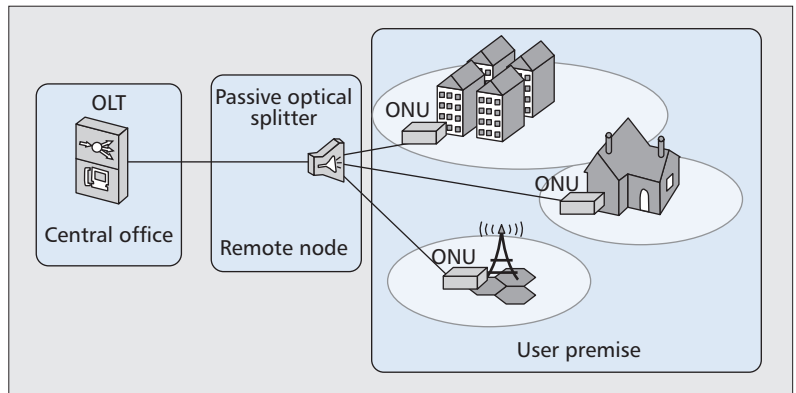 OLT
Central office
Passive optical
splitter
Remote node
ONU
ONU
ONU
User premise